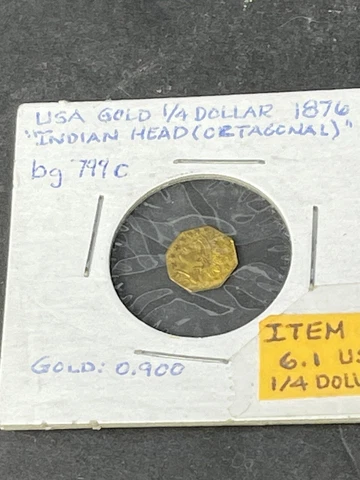 USA GOLD 1/4 DOLLAR 1876
"INDIAN HEAD (OCTAGONAL)"
bg 799c
GOLD: 0.900
ITEM
6.1 US
1/4 DOLL